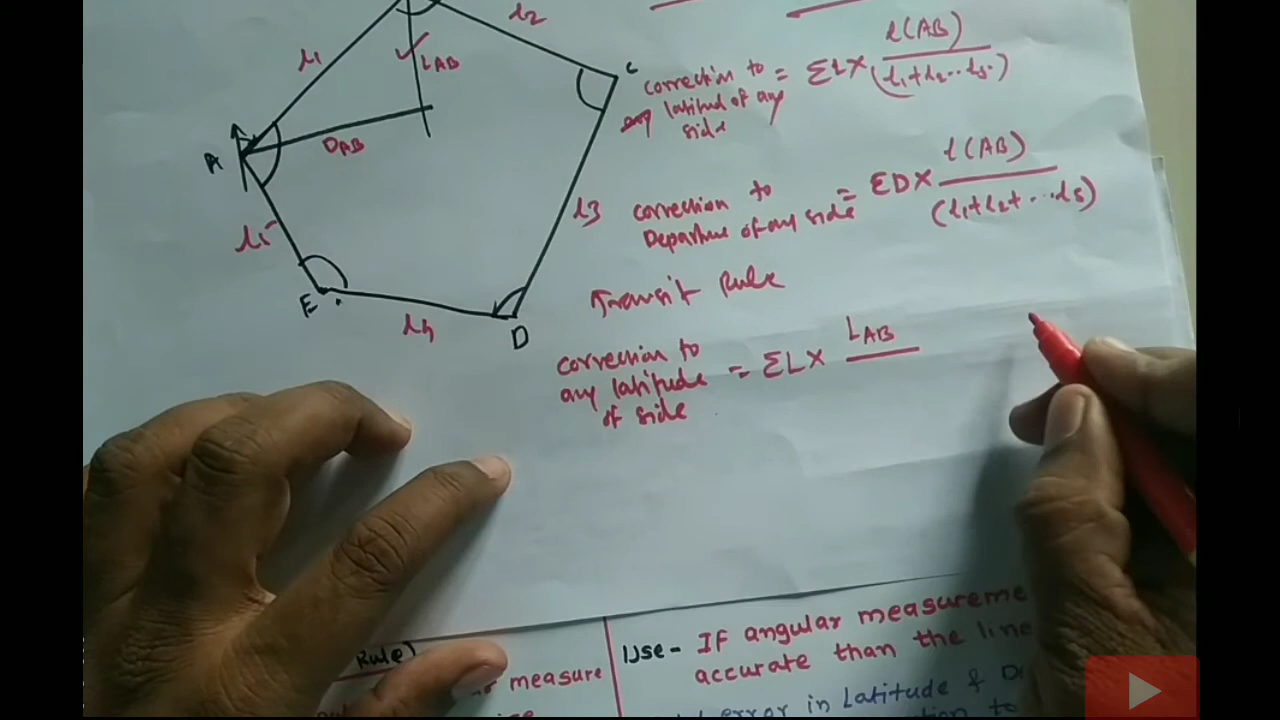 l2
l1
LAB
C
A
DAB
l3
l5
E
l4
D
correction to
latitud of any
side
= ΣL X l(AB)
(l1+l2...l5.)
correction to
Departure of any side
= ΣD X l(AB)
(l1+l2+...l5)
Transit Rule
correction to
any latitude
of side
= ΣL X LAB
Rule)
measure
Use - If angular measureme
accurate than the line
error in Latitude & D
to